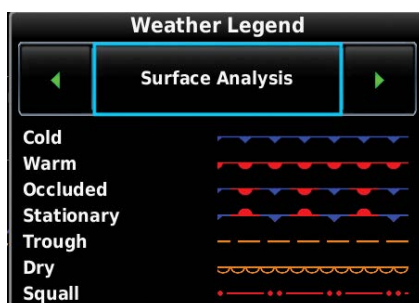 Weather Legend
Surface Analysis
Cold
Warm
Occluded
Stationary
Trough
Dry
Squall